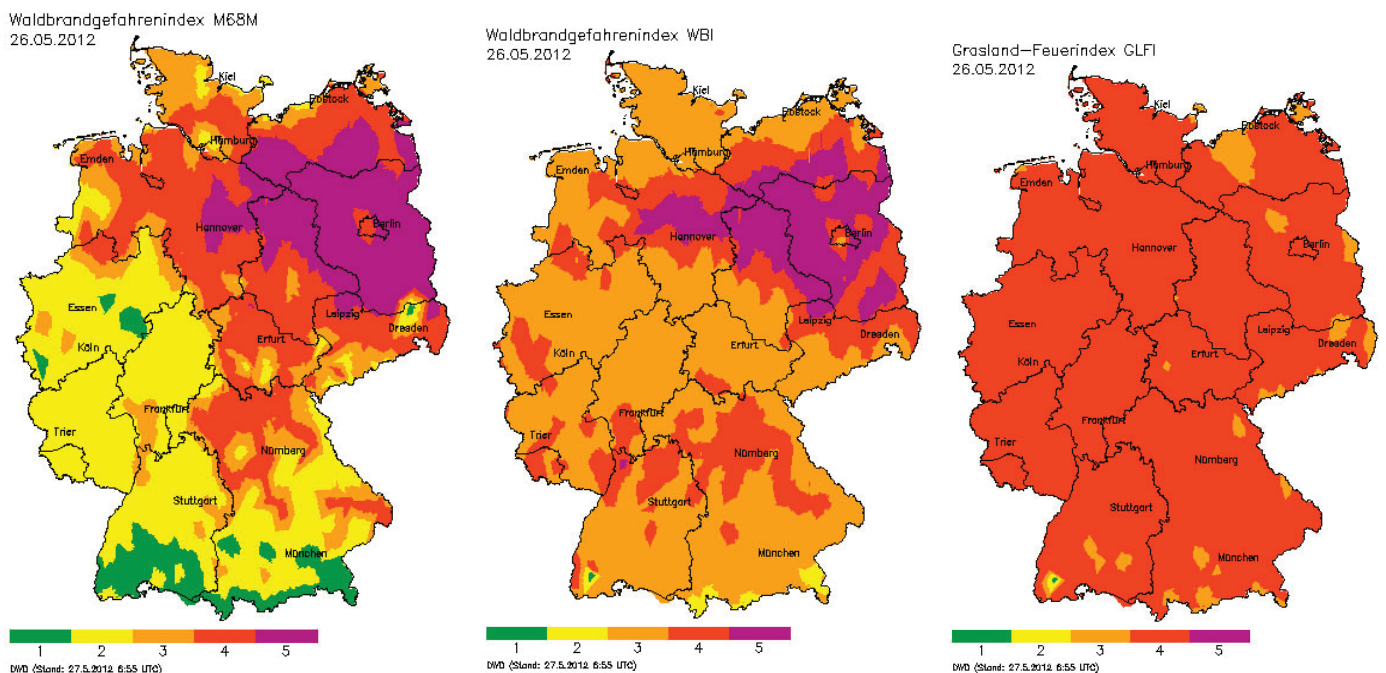 Waldbrandgefahrenindex M68M
26.05.2012
Kiel
Rostock
Hamburg
Emden
Hannover
Berlin
Essen
Leipzig
Dresden
Köln
Erfurt
Frankfurt
Trier
Nürnberg
Stuttgart
München
1 2 3 4 5
DWD (Stand: 27.5.2012 6:55 UTC)
Waldbrandgefahrenindex WBI
26.05.2012
Kiel
Rostock
Hamburg
Emden
Hannover
Berlin
Essen
Leipzig
Dresden
Köln
Erfurt
Frankfurt
Trier
Nürnberg
Stuttgart
München
1 2 3 4 5
DWD (Stand: 27.5.2012 6:55 UTC)
Grasland-Feuerindex GLFI
26.05.2012
Kiel
Rostock
Hamburg
Emden
Hannover
Berlin
Essen
Leipzig
Dresden
Köln
Erfurt
Frankfurt
Trier
Nürnberg
Stuttgart
München
1 2 3 4 5
DWD (Stand: 27.5.2012 6:55 UTC)